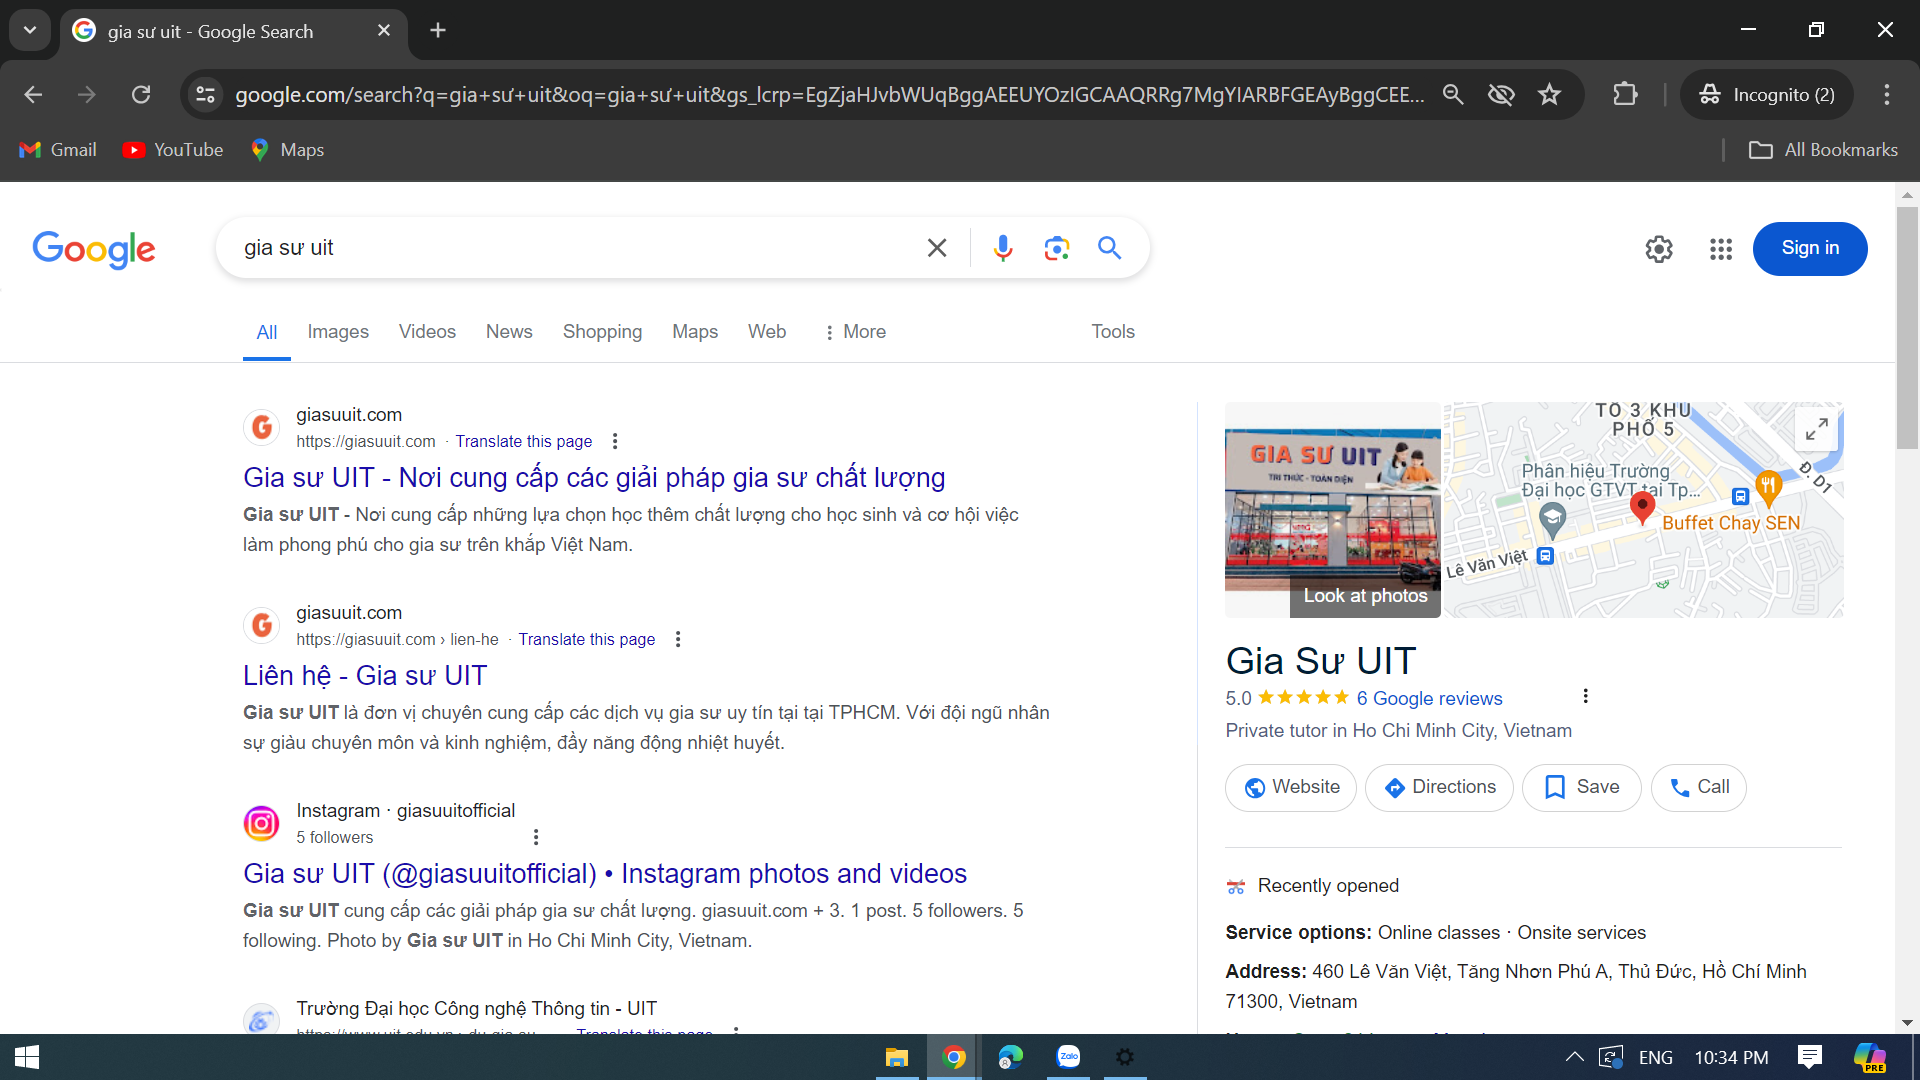 gia sư uit - Google Search
google.com/search?q=gia+sư+uit&oq=gia+sư+uit&gs_lcrp=EgZjaHJvbWUqBggAEEUYOzIGCAAQRRg7MgYIARBFGEAyBggCEE...
Incognito (2)
Gmail
YouTube
Maps
All Bookmarks
Google
gia sư uit
Sign in
All
Images
Videos
News
Shopping
Maps
Web
More
Tools
giasuuit.com
https://giasuuit.com · Translate this page
Gia sư UIT - Nơi cung cấp các giải pháp gia sư chất lượng
Gia sư UIT - Nơi cung cấp những lựa chọn học thêm chất lượng cho học sinh và cơ hội việc
làm phong phú cho gia sư trên khắp Việt Nam.
giasuuit.com
https://giasuuit.com › lien-he · Translate this page
Liên hệ - Gia sư UIT
Gia sư UIT là đơn vị chuyên cung cấp các dịch vụ gia sư uy tín tại tại TPHCM. Với đội ngũ nhân
sự giàu chuyên môn và kinh nghiệm, đầy năng động nhiệt huyết.
Instagram · giasuuitofficial
5 followers
Gia sư UIT (@giasuuitofficial) • Instagram photos and videos
Gia sư UIT cung cấp các giải pháp gia sư chất lượng. giasuuit.com + 3. 1 post. 5 followers. 5
following. Photo by Gia sư UIT in Ho Chi Minh City, Vietnam.
Trường Đại học Công nghệ Thông tin - UIT
GIA SƯ UIT
TRI THỨC - TOÀN DIỆN
Look at photos
TỔ 3 KHU
PHỐ 5
Phân hiệu Trường
Đại học GTVT tại Tp...
Đ. D1
Buffet Chay SEN
Lê Văn Việt
Gia Sư UIT
5.0
6 Google reviews
Private tutor in Ho Chi Minh City, Vietnam
Website
Directions
Save
Call
Recently opened
Service options: Online classes · Onsite services
Address: 460 Lê Văn Việt, Tăng Nhơn Phú A, Thủ Đức, Hồ Chí Minh
71300, Vietnam
Zalo
ENG
10:34 PM
PRE